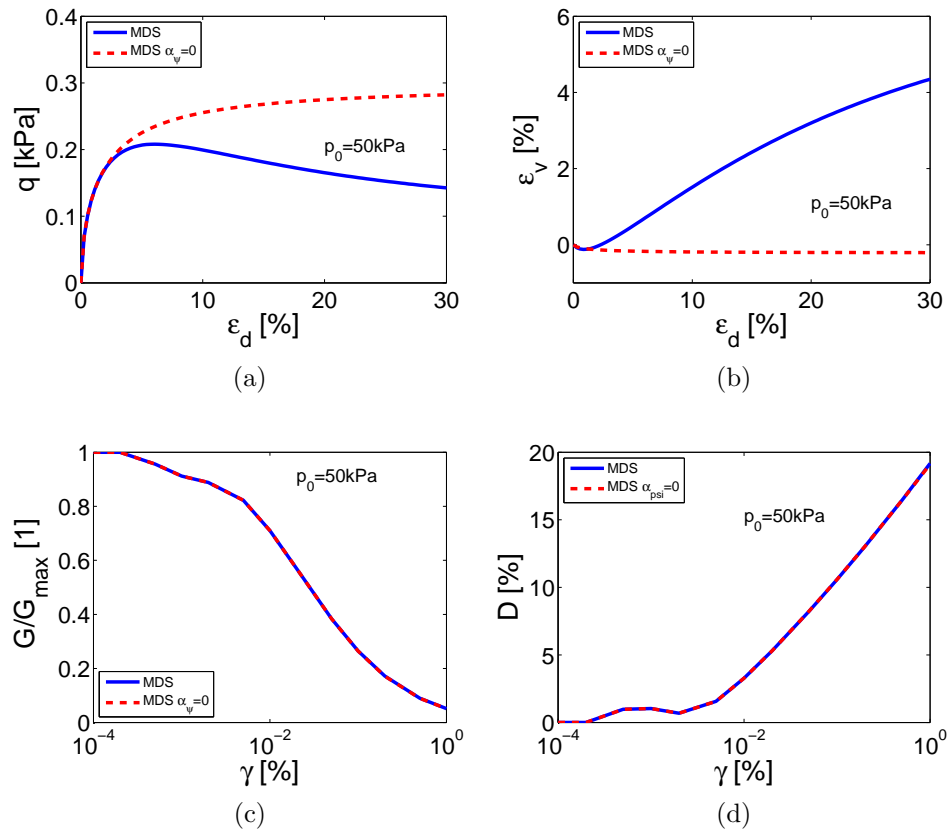 0.4
0.3
0.2
0.1
0
q [kPa]
MDS
MDS α_ψ=0
p_0=50kPa
0 10 20 30
ε_d [%]
(a)
6
4
2
0
ε_v [%]
MDS
MDS α_ψ=0
p_0=50kPa
0 10 20 30
ε_d [%]
(b)
1
0.8
0.6
0.4
0.2
0
G/G_max [1]
p_0=50kPa
MDS
MDS α_ψ=0
10^-4 10^-2 10^0
γ [%]
(c)
20
15
10
5
0
D [%]
MDS
MDS α_psi=0
p_0=50kPa
10^-4 10^-2 10^0
γ [%]
(d)